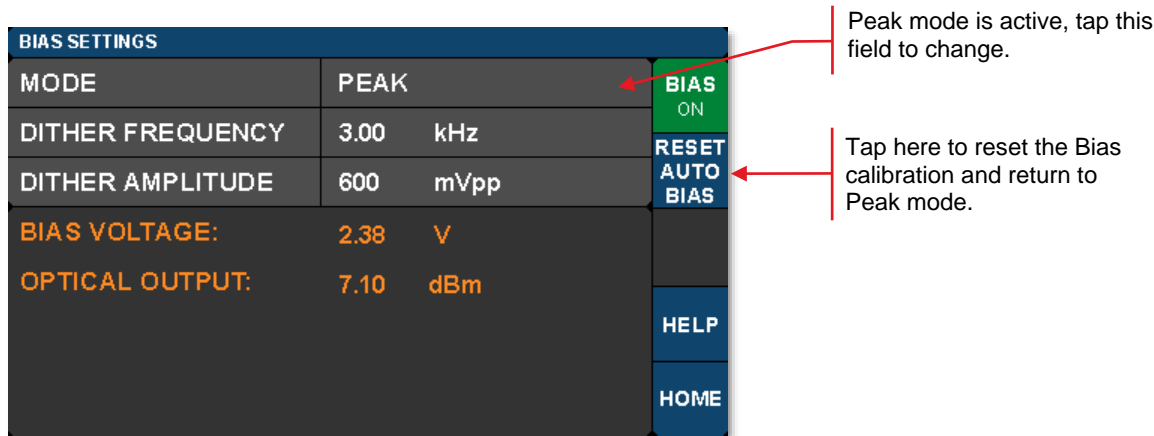 BIAS SETTINGS
MODE PEAK
DITHER FREQUENCY 3.00 kHz
DITHER AMPLITUDE 600 mVpp
BIAS VOLTAGE: 2.38 V
OPTICAL OUTPUT: 7.10 dBm
BIAS
ON
RESET
AUTO
BIAS
HELP
HOME
Peak mode is active, tap this
field to change.
Tap here to reset the Bias
calibration and return to
Peak mode.